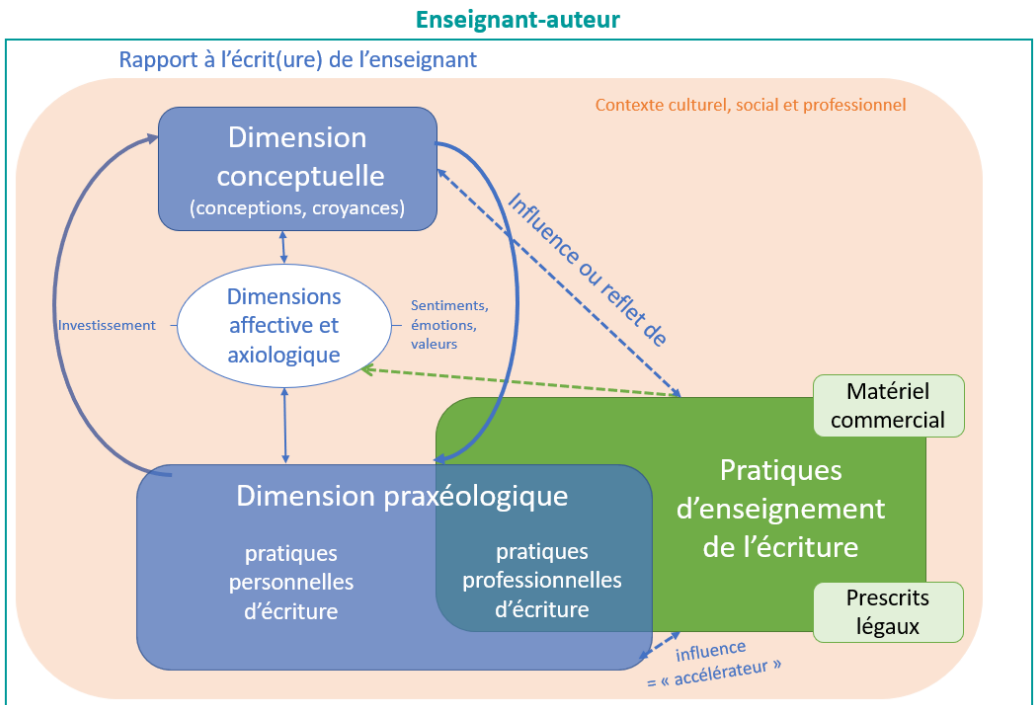 Enseignant-auteur
Rapport à l'écrit(ure) de l'enseignant
Contexte culturel, social et professionnel
Dimension
conceptuelle
(conceptions, croyances)
Influence ou reflet de
Investissement
Dimensions
affective et
axiologique
Sentiments,
émotions,
valeurs
Matériel
commercial
Pratiques
d'enseignement
de l'écriture
Prescrits
légaux
Dimension praxéologique
pratiques
personnelles
d'écriture
pratiques
professionnelles
d'écriture
influence
= « accélérateur »